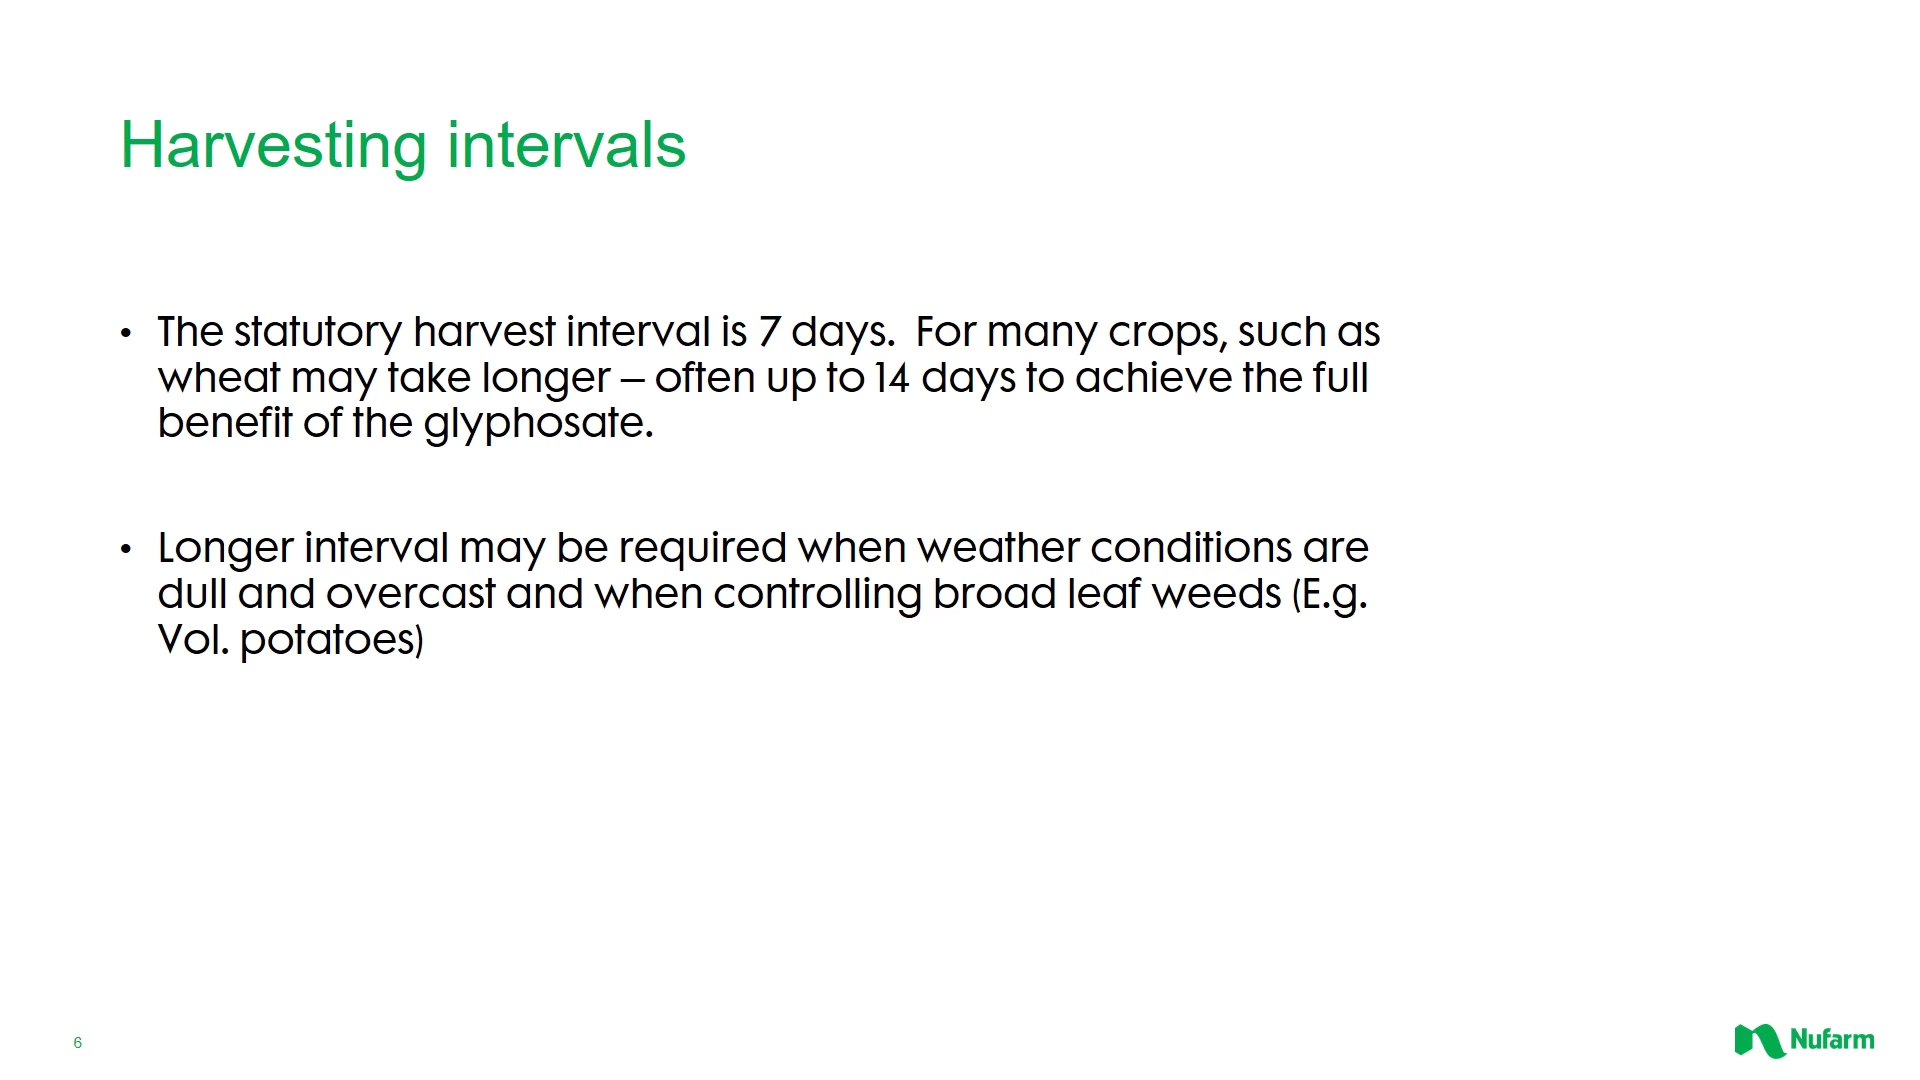 Harvesting intervals
• The statutory harvest interval is 7 days.  For many crops, such as
wheat may take longer – often up to 14 days to achieve the full
benefit of the glyphosate.
• Longer interval may be required when weather conditions are
dull and overcast and when controlling broad leaf weeds (E.g.
Vol. potatoes)
6
Nufarm